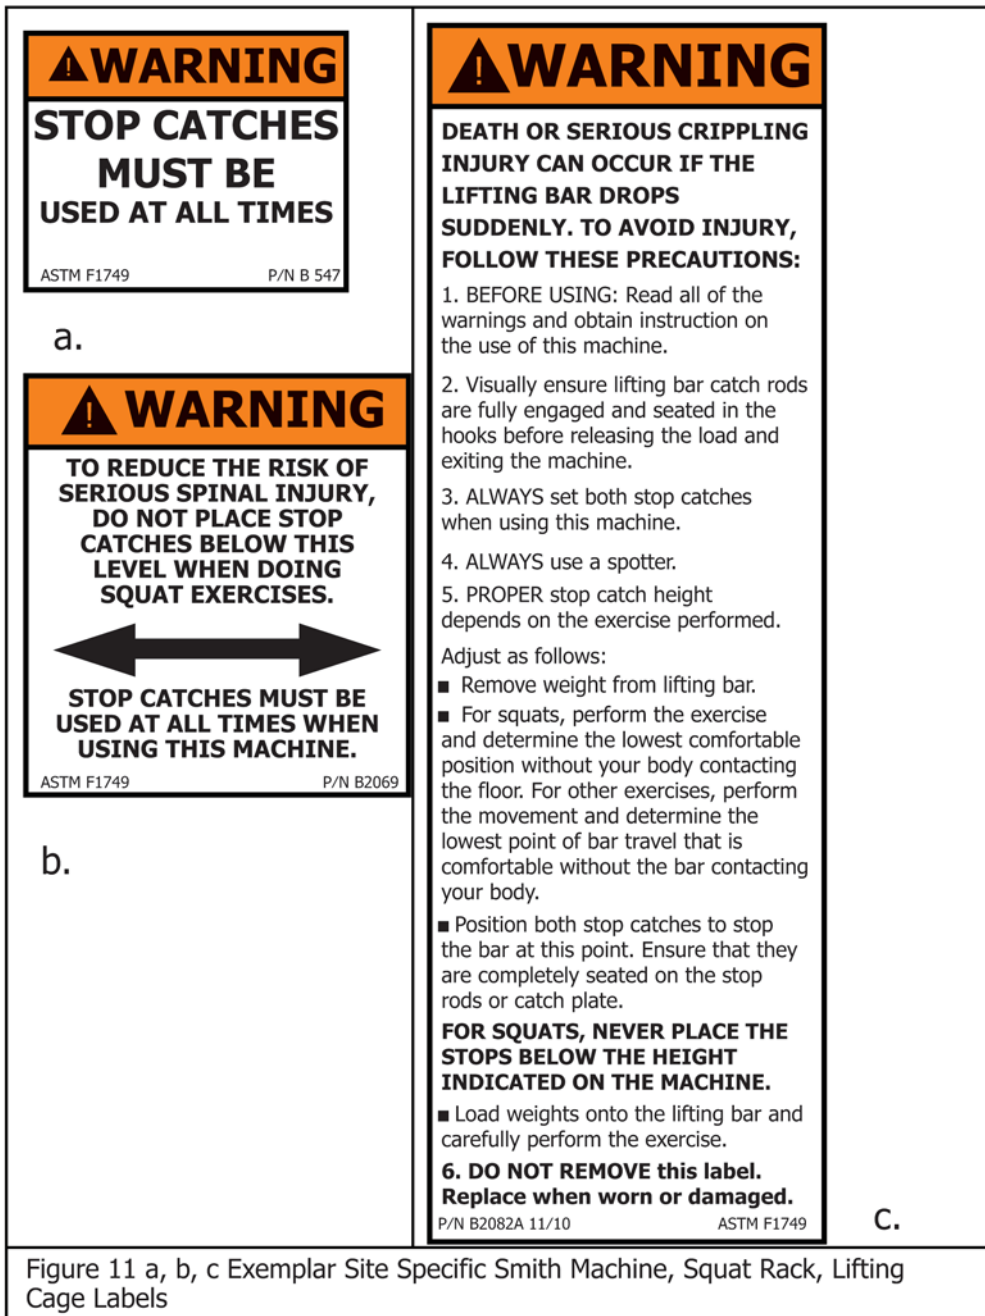 WARNING
STOP CATCHES
MUST BE
USED AT ALL TIMES
ASTM F1749 P/N B 547
a.
WARNING
TO REDUCE THE RISK OF
SERIOUS SPINAL INJURY,
DO NOT PLACE STOP
CATCHES BELOW THIS
LEVEL WHEN DOING
SQUAT EXERCISES.
STOP CATCHES MUST BE
USED AT ALL TIMES WHEN
USING THIS MACHINE.
ASTM F1749 P/N B2069
b.
WARNING
DEATH OR SERIOUS CRIPPLING
INJURY CAN OCCUR IF THE
LIFTING BAR DROPS
SUDDENLY. TO AVOID INJURY,
FOLLOW THESE PRECAUTIONS:
1. BEFORE USING: Read all of the
warnings and obtain instruction on
the use of this machine.
2. Visually ensure lifting bar catch rods
are fully engaged and seated in the
hooks before releasing the load and
exiting the machine.
3. ALWAYS set both stop catches
when using this machine.
4. ALWAYS use a spotter.
5. PROPER stop catch height
depends on the exercise performed.
Adjust as follows:
■ Remove weight from lifting bar.
■ For squats, perform the exercise
and determine the lowest comfortable
position without your body contacting
the floor. For other exercises, perform
the movement and determine the
lowest point of bar travel that is
comfortable without the bar contacting
your body.
■ Position both stop catches to stop
the bar at this point. Ensure that they
are completely seated on the stop
rods or catch plate.
FOR SQUATS, NEVER PLACE THE
STOPS BELOW THE HEIGHT
INDICATED ON THE MACHINE.
■ Load weights onto the lifting bar and
carefully perform the exercise.
6. DO NOT REMOVE this label.
Replace when worn or damaged.
P/N B2082A 11/10 ASTM F1749
c.
Figure 11 a, b, c Exemplar Site Specific Smith Machine, Squat Rack, Lifting
Cage Labels